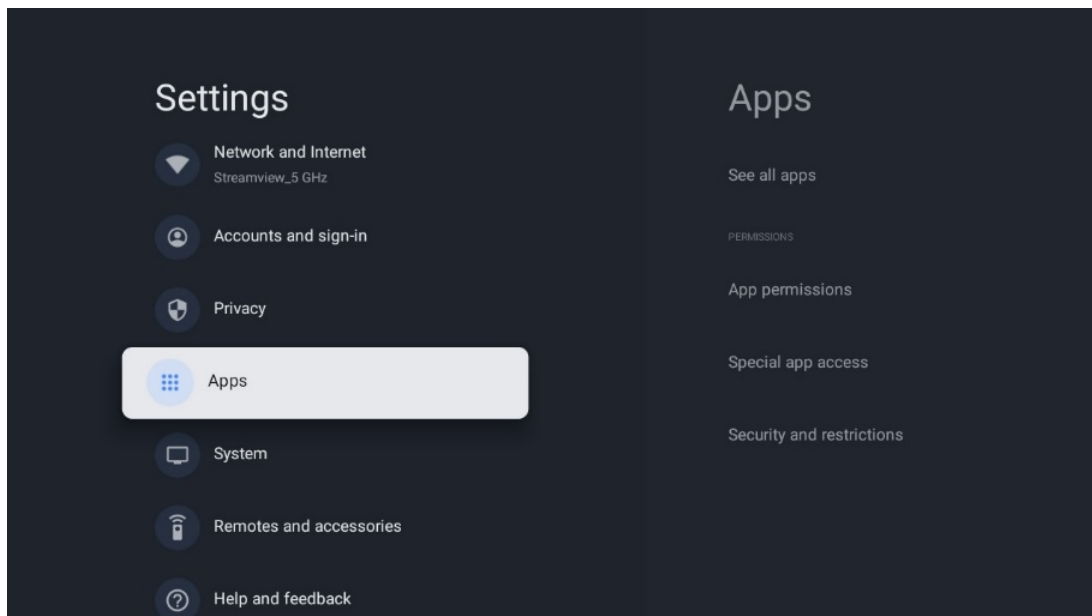 Settings
Network and Internet
Streamview_5 GHz
Accounts and sign-in
Privacy
Apps
System
Remotes and accessories
Help and feedback
Apps
See all apps
PERMISSIONS
App permissions
Special app access
Security and restrictions